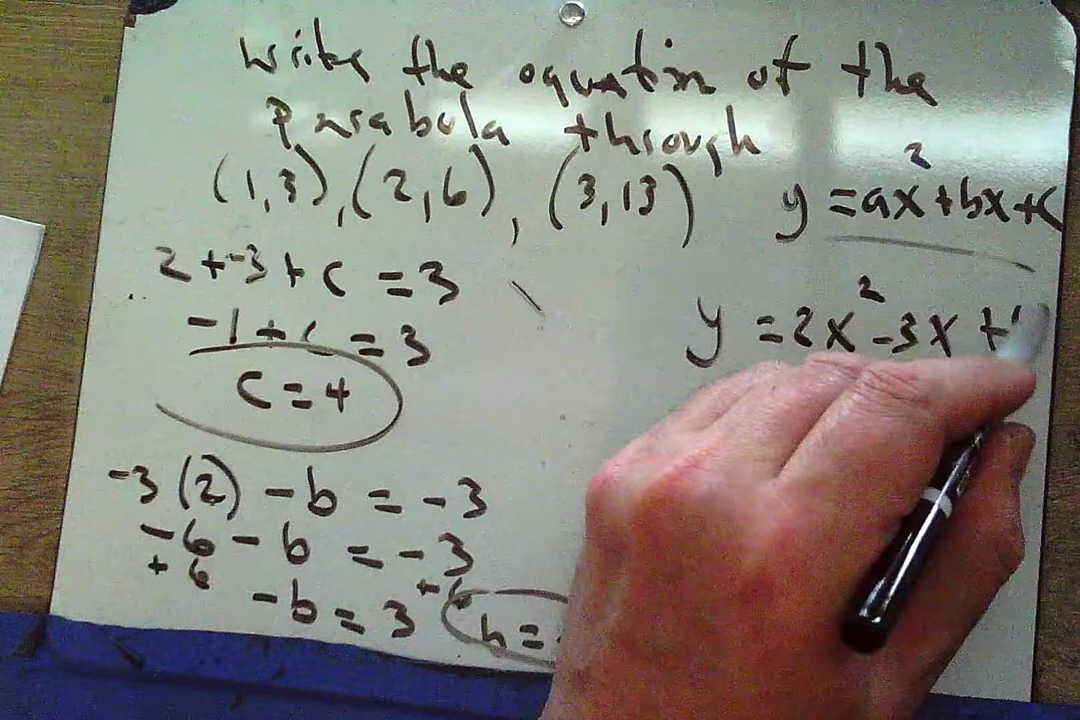 Write the equation of the
parabola through
(1,3), (2,6), (3,13) y = ax² + bx + c
2 + -3 + c = 3
y = 2x² - 3x +
-1 + c = 3
c = 4
-3 (2) - b = -3
-6 - b = -3
+ 6 + 6
-b = 3 b =